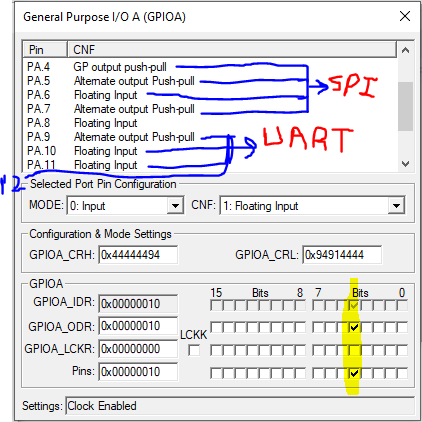 General Purpose I/O A (GPIOA)
Pin CNF
PA.4 GP output push-pull
PA.5 Alternate output Push-pull
PA.6 Floating Input
PA.7 Alternate output Push-pull
PA.8 Floating Input
PA.9 Alternate output Push-pull
PA.10 Floating Input
PA.11 Floating Input
SPI
UART
Selected Port Pin Configuration
MODE: 0: Input CNF: 1: Floating Input
Configuration & Mode Settings
GPIOA_CRH: 0x44444494 GPIOA_CRL: 0x94914444
GPIOA
15 Bits 8 7 Bits 0
GPIOA_IDR: 0x00000010
GPIOA_ODR: 0x00000010
LCKK
GPIOA_LCKR: 0x00000000
Pins: 0x00000010
Settings: Clock Enabled